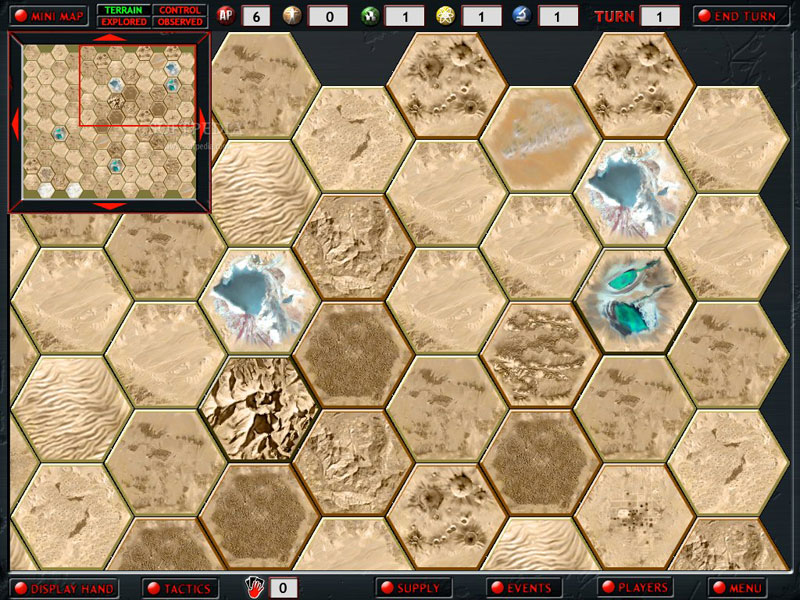 MINI MAP
TERRAIN
CONTROL
EXPLORED
OBSERVED
AP
6
0
1
1
1
TURN
1
END TURN
DISPLAY HAND
TACTICS
0
SUPPLY
EVENTS
PLAYERS
MENU